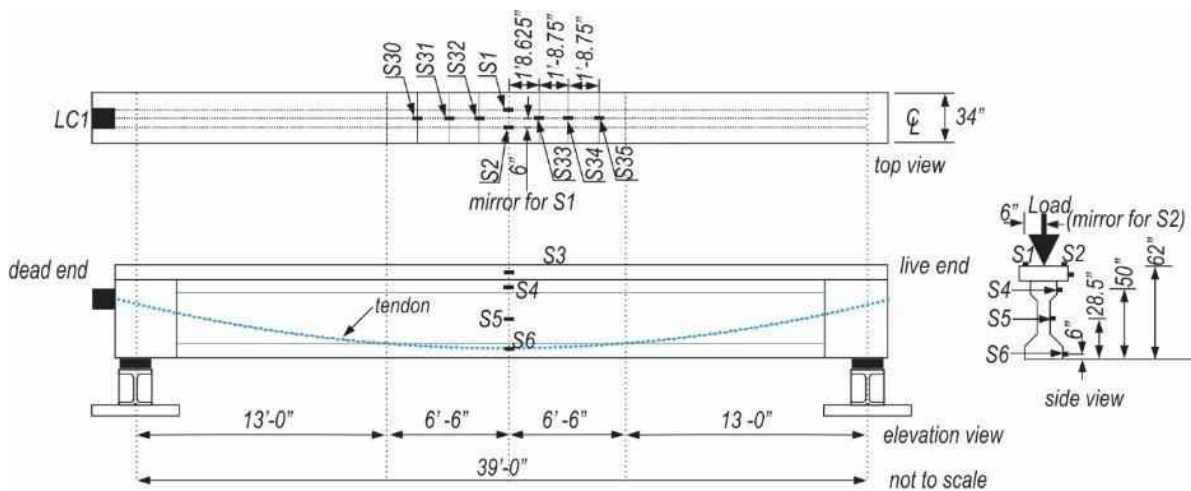 S30
S31
S32
S1
1'8.625"
1'-8.75"
1'-8.75"
LC1
S2
6"
S33
S34
S35
℄
34"
top view
mirror for S1
dead end
S3
live end
tendon
S4
S5
S6
6"
Load
(mirror for S2)
S1
S2
S4
S5
S6
6"
28.5"
50"
62"
side view
13'-0"
6'-6"
6'-6"
13-0"
elevation view
39'-0"
not to scale